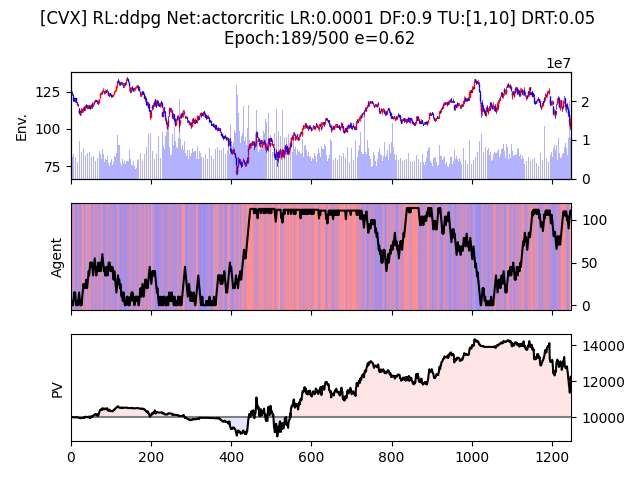 [CVX] RL:ddpg Net:actorcritic LR:0.0001 DF:0.9 TU:[1,10] DRT:0.05
Epoch:189/500 e=0.62
1e7
125
100
75
Env.
2
1
0
Agent
100
50
0
PV
14000
12000
10000
0 200 400 600 800 1000 1200